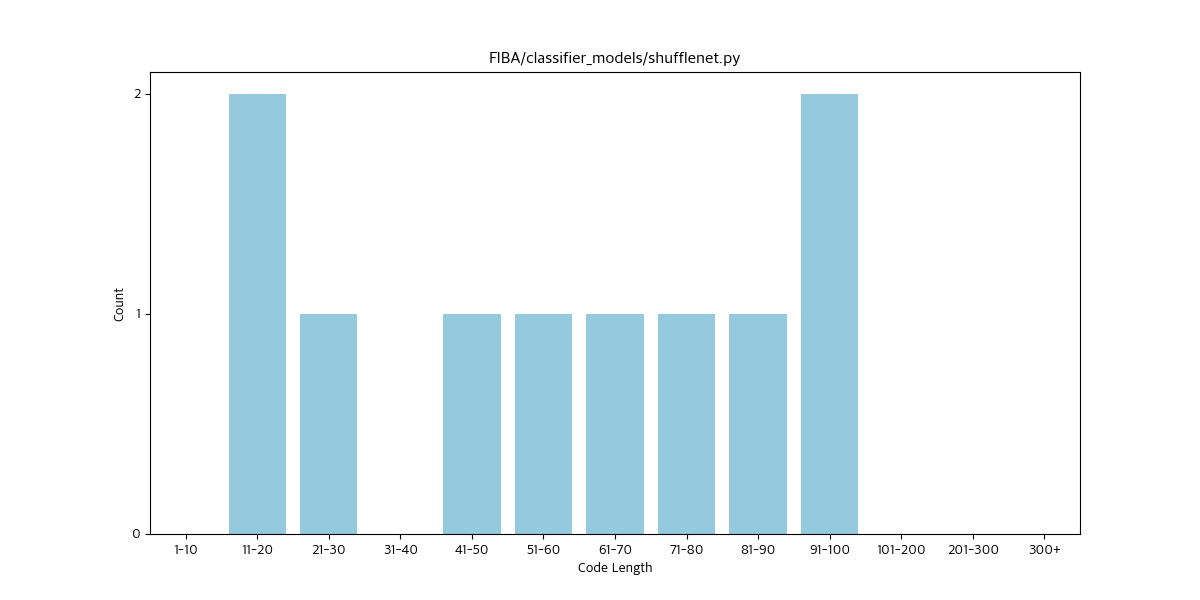 FIBA/classifier_models/shufflenet.py
2
1
0
Count
1-10 11-20 21-30 31-40 41-50 51-60 61-70 71-80 81-90 91-100 101-200 201-300 300+
Code Length